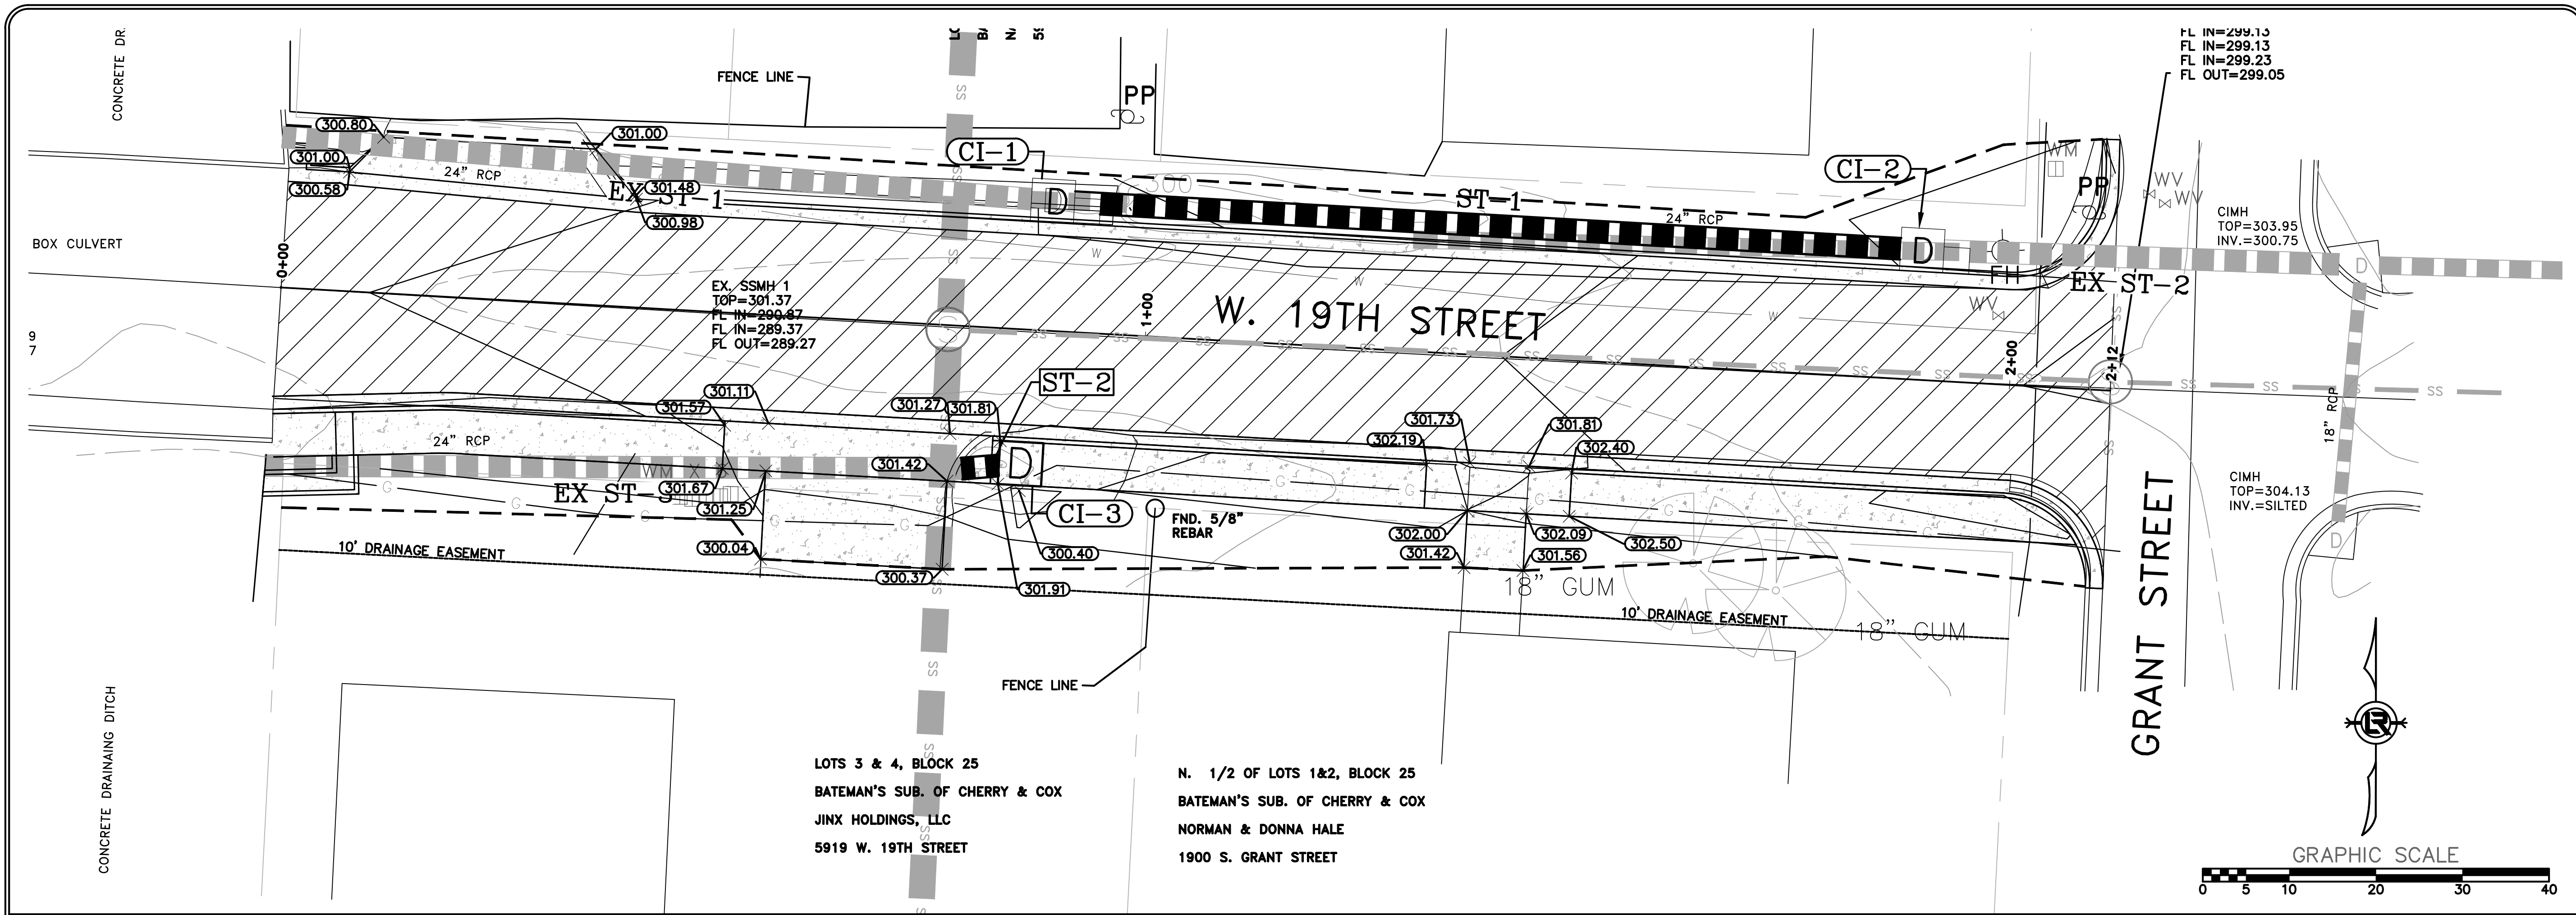 CONCRETE DR.
FENCE LINE
PP
FL IN=299.13
FL IN=299.13
FL IN=299.23
FL OUT=299.05
SS
300.80
301.00
301.00
300.58
24" RCP
EX ST-1
301.48
300.98
CI-1
D
300
ST-1
24" RCP
CI-2
D
FH
WM
PP
WV
WV
CIMH
TOP=303.95
INV.=300.75
D
EX ST-2
WV
BOX CULVERT
0+00
EX. SSMH 1
TOP=301.37
FL IN=290.87
FL IN=289.37
FL OUT=289.27
1+00
W. 19TH STREET
W
W
W
2+00
2+12
SS
9
7
18" RCP
301.11
301.57
301.27
301.81
ST-2
301.73
302.19
301.81
302.40
24" RCP
WM X X
301.42
D
EX ST-3
301.67
301.25
CI-3
FND. 5/8"
REBAR
302.00
302.09
302.50
301.42
301.56
G
300.04
300.40
300.37
301.91
10' DRAINAGE EASEMENT
18" GUM
10' DRAINAGE EASEMENT
18" GUM
CIMH
TOP=304.13
INV.=SILTED
D
GRANT STREET
FENCE LINE
CONCRETE DRAINAING DITCH
LOTS 3 & 4, BLOCK 25
BATEMAN'S SUB. OF CHERRY & COX
JINX HOLDINGS, LLC
5919 W. 19TH STREET
N. 1/2 OF LOTS 1&2, BLOCK 25
BATEMAN'S SUB. OF CHERRY & COX
NORMAN & DONNA HALE
1900 S. GRANT STREET
LR
GRAPHIC SCALE
0 5 10 20 30 40